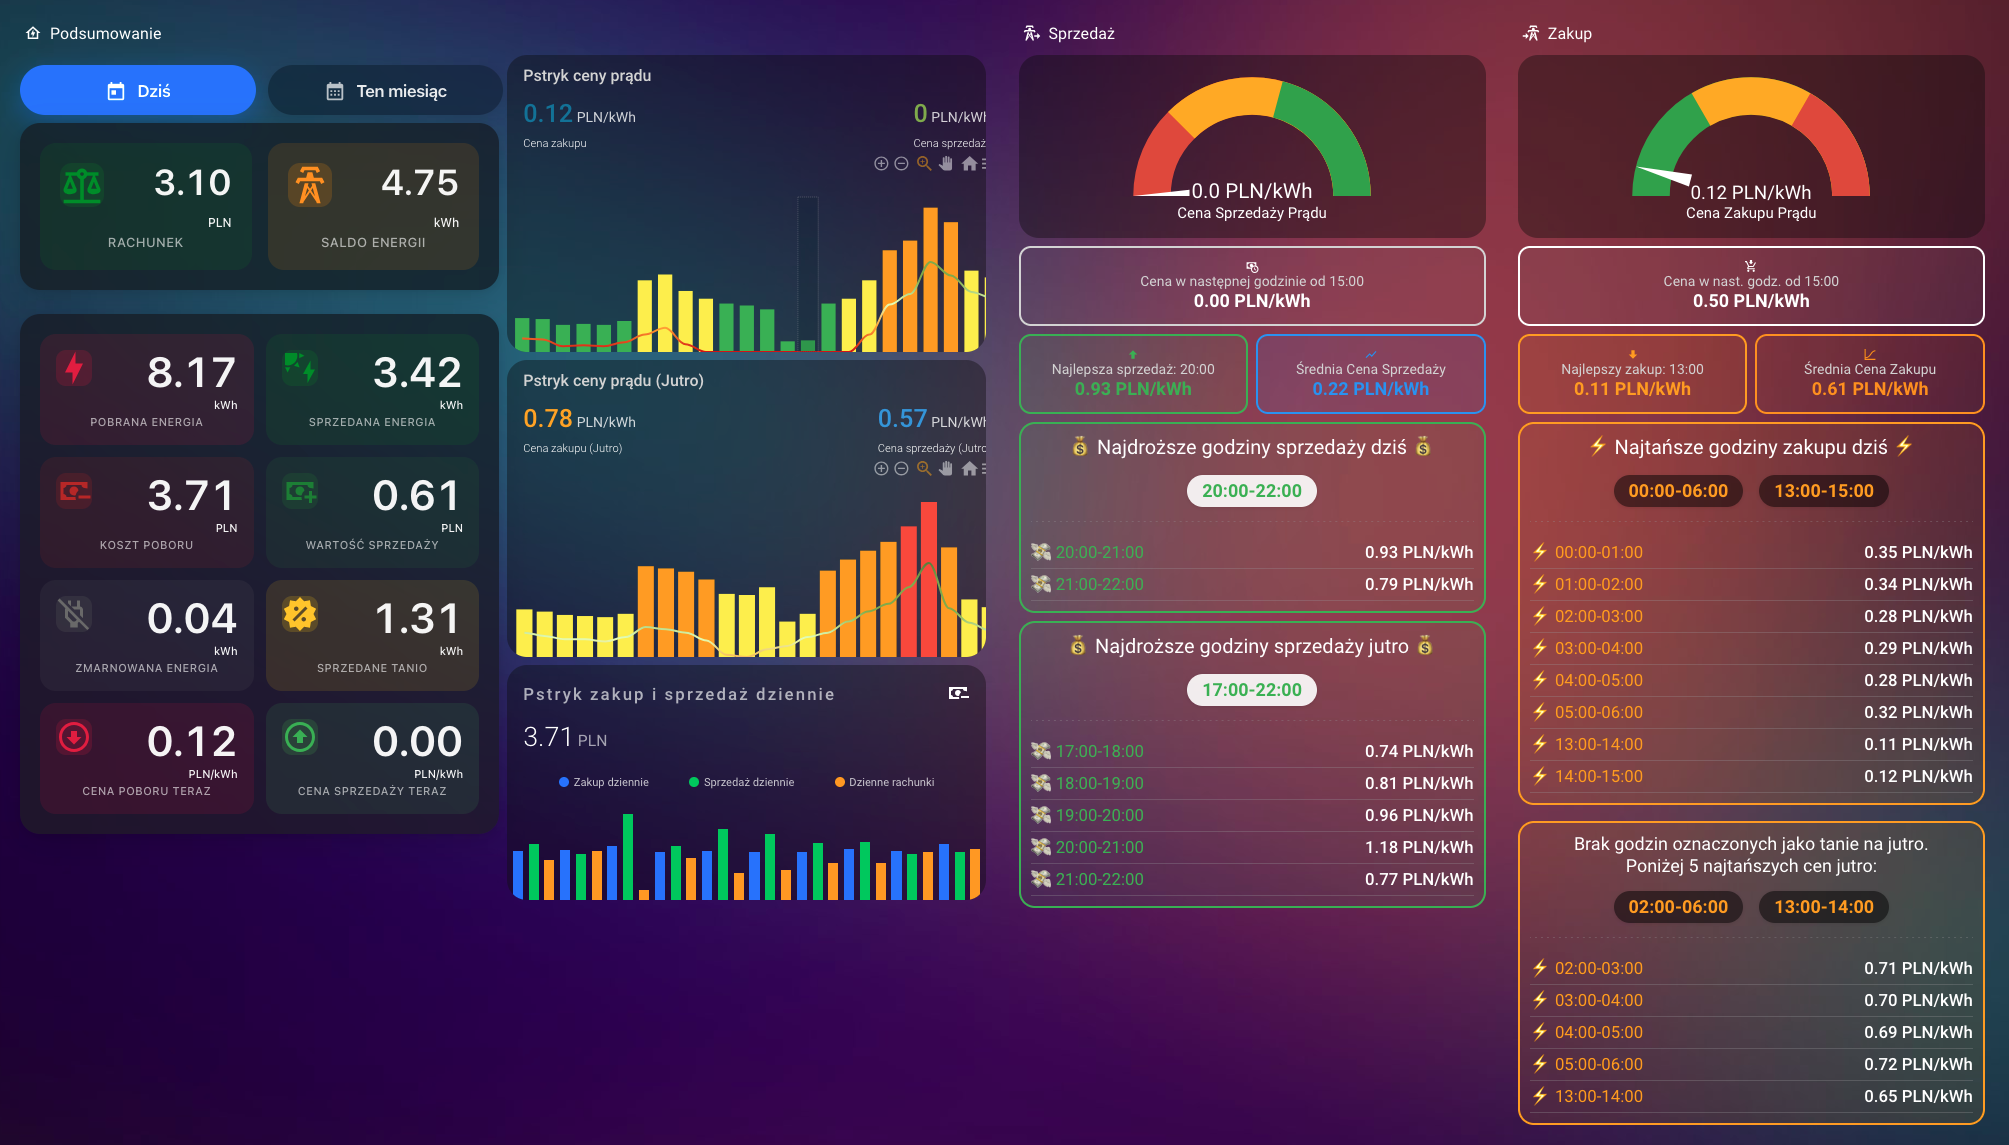 Podsumowanie
Dziś
Ten miesiąc
3.10
PLN
RACHUNEK
4.75
kWh
SALDO ENERGII
8.17
kWh
POBRANA ENERGIA
3.42
kWh
SPRZEDANA ENERGIA
3.71
PLN
KOSZT POBORU
0.61
PLN
WARTOŚĆ SPRZEDAŻY
0.04
kWh
ZMARNOWANA ENERGIA
1.31
kWh
SPRZEDANE TANIO
0.12
PLN/kWh
CENA POBORU TERAZ
0.00
PLN/kWh
CENA SPRZEDAŻY TERAZ
Pstryk ceny prądu
0.12 PLN/kWh
Cena zakupu
0 PLN/kWh
Cena sprzedaż
Pstryk ceny prądu (Jutro)
0.78 PLN/kWh
Cena zakupu (Jutro)
0.57 PLN/kWh
Cena sprzedaży (Jutro
Pstryk zakup i sprzedaż dziennie
3.71 PLN
Zakup dziennie
Sprzedaż dziennie
Dzienne rachunki
Sprzedaż
0.0 PLN/kWh
Cena Sprzedaży Prądu
Cena w następnej godzinie od 15:00
0.00 PLN/kWh
Najlepsza sprzedaż: 20:00
0.93 PLN/kWh
Średnia Cena Sprzedaży
0.22 PLN/kWh
Najdroższe godziny sprzedaży dziś
20:00-22:00
20:00-21:00 0.93 PLN/kWh
21:00-22:00 0.79 PLN/kWh
Najdroższe godziny sprzedaży jutro
17:00-22:00
17:00-18:00 0.74 PLN/kWh
18:00-19:00 0.81 PLN/kWh
19:00-20:00 0.96 PLN/kWh
20:00-21:00 1.18 PLN/kWh
21:00-22:00 0.77 PLN/kWh
Zakup
0.12 PLN/kWh
Cena Zakupu Prądu
Cena w nast. godz. od 15:00
0.50 PLN/kWh
Najlepszy zakup: 13:00
0.11 PLN/kWh
Średnia Cena Zakupu
0.61 PLN/kWh
⚡ Najtańsze godziny zakupu dziś ⚡
00:00-06:00 13:00-15:00
⚡ 00:00-01:00 0.35 PLN/kWh
⚡ 01:00-02:00 0.34 PLN/kWh
⚡ 02:00-03:00 0.28 PLN/kWh
⚡ 03:00-04:00 0.29 PLN/kWh
⚡ 04:00-05:00 0.28 PLN/kWh
⚡ 05:00-06:00 0.32 PLN/kWh
⚡ 13:00-14:00 0.11 PLN/kWh
⚡ 14:00-15:00 0.12 PLN/kWh
Brak godzin oznaczonych jako tanie na jutro.
Poniżej 5 najtańszych cen jutro:
02:00-06:00 13:00-14:00
⚡ 02:00-03:00 0.71 PLN/kWh
⚡ 03:00-04:00 0.70 PLN/kWh
⚡ 04:00-05:00 0.69 PLN/kWh
⚡ 05:00-06:00 0.72 PLN/kWh
⚡ 13:00-14:00 0.65 PLN/kWh